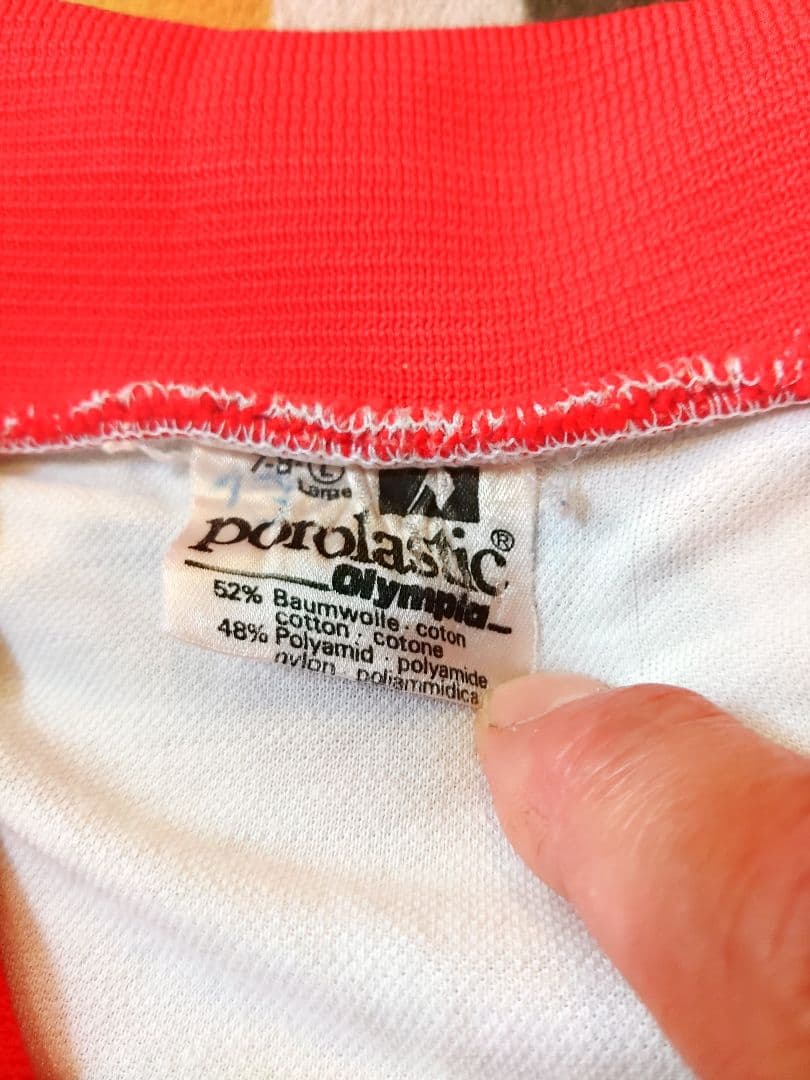 7-8-Ⓛ
Large
porolastic®
Olympia
52% Baumwolle · coton
cotton · cotone
48% Polyamid · polyamide
nylon poliammidica